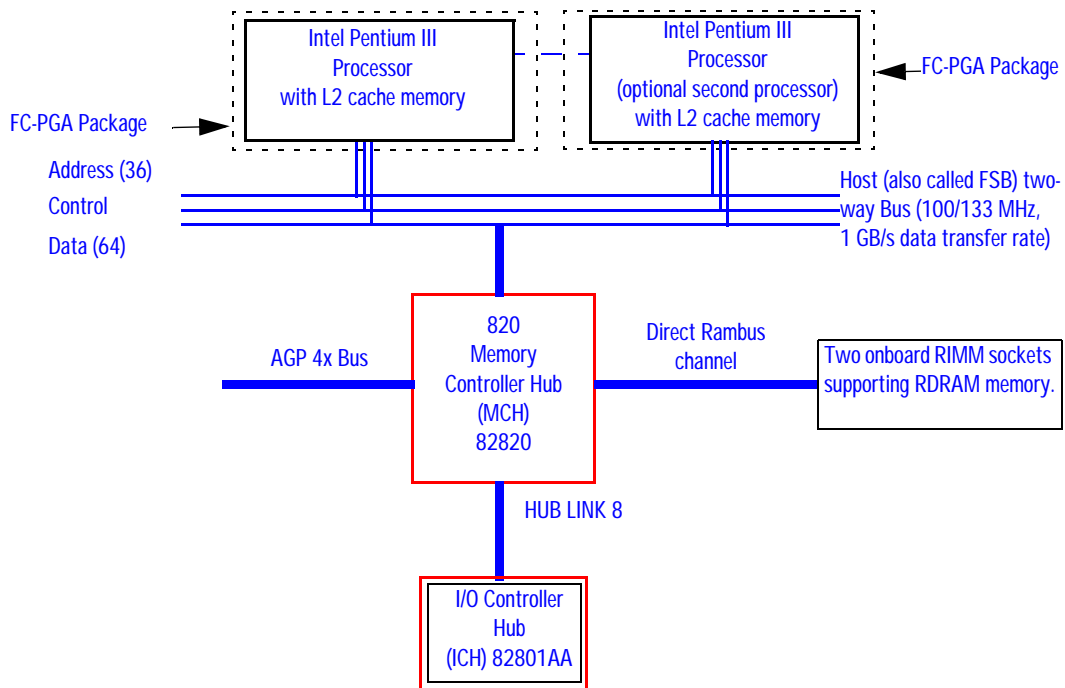 Intel Pentium III
Processor
with L2 cache memory
Intel Pentium III
Processor
(optional second processor)
with L2 cache memory
FC-PGA Package
FC-PGA Package
Address (36)
Control
Data (64)
Host (also called FSB) two-
way Bus (100/133 MHz,
1 GB/s data transfer rate)
820
Memory
Controller Hub
(MCH)
82820
AGP 4x Bus
Direct Rambus
channel
Two onboard RIMM sockets
supporting RDRAM memory.
HUB LINK 8
I/O Controller
Hub
(ICH) 82801AA